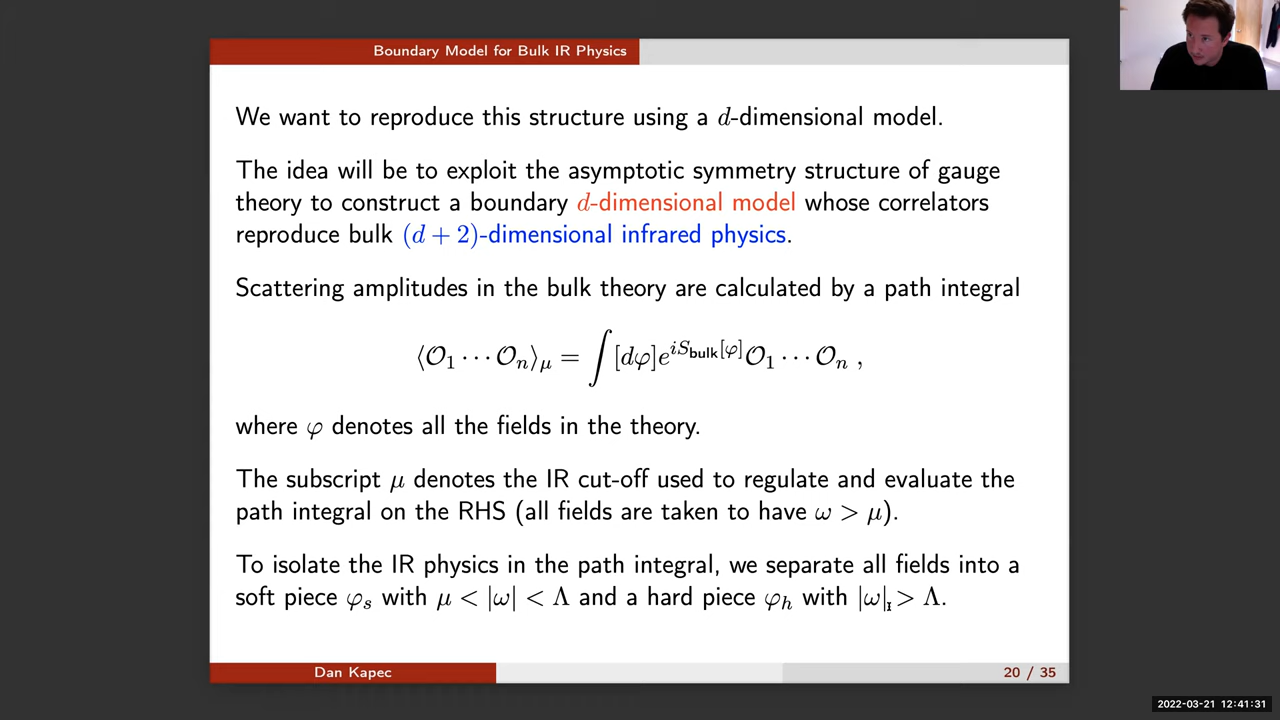 Boundary Model for Bulk IR Physics
We want to reproduce this structure using a d-dimensional model.
The idea will be to exploit the asymptotic symmetry structure of gauge
theory to construct a boundary d-dimensional model whose correlators
reproduce bulk (d + 2)-dimensional infrared physics.
Scattering amplitudes in the bulk theory are calculated by a path integral
⟨𝒪₁ ⋯ 𝒪ₙ⟩_μ = ∫[dφ]e^{iS_bulk[φ]}𝒪₁ ⋯ 𝒪ₙ ,
where φ denotes all the fields in the theory.
The subscript μ denotes the IR cut-off used to regulate and evaluate the
path integral on the RHS (all fields are taken to have ω > μ).
To isolate the IR physics in the path integral, we separate all fields into a
soft piece φ_s with μ < |ω| < Λ and a hard piece φ_h with |ω| > Λ.
Dan Kapec
20 / 35
2022-03-21 12:41:31